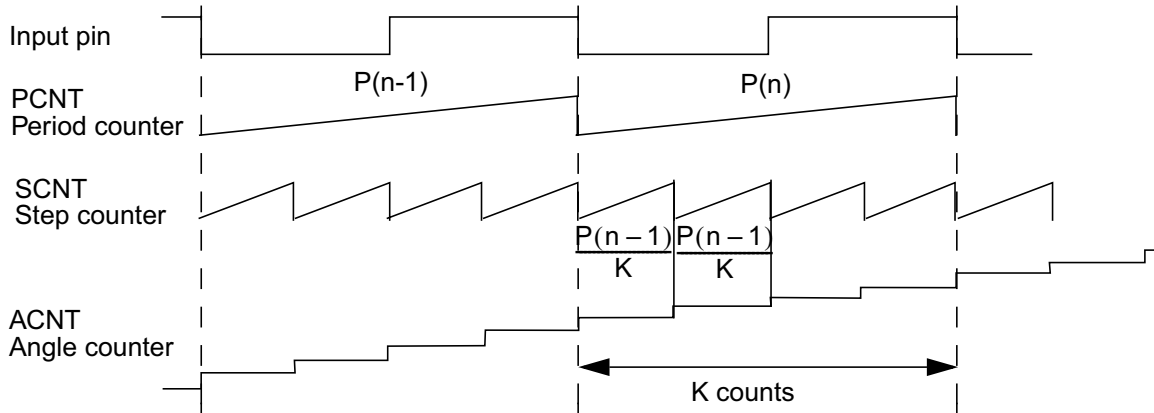 Input pin
P(n-1)
P(n)
PCNT
Period counter
SCNT
Step counter
P(n – 1)
K
P(n – 1)
K
ACNT
Angle counter
K counts